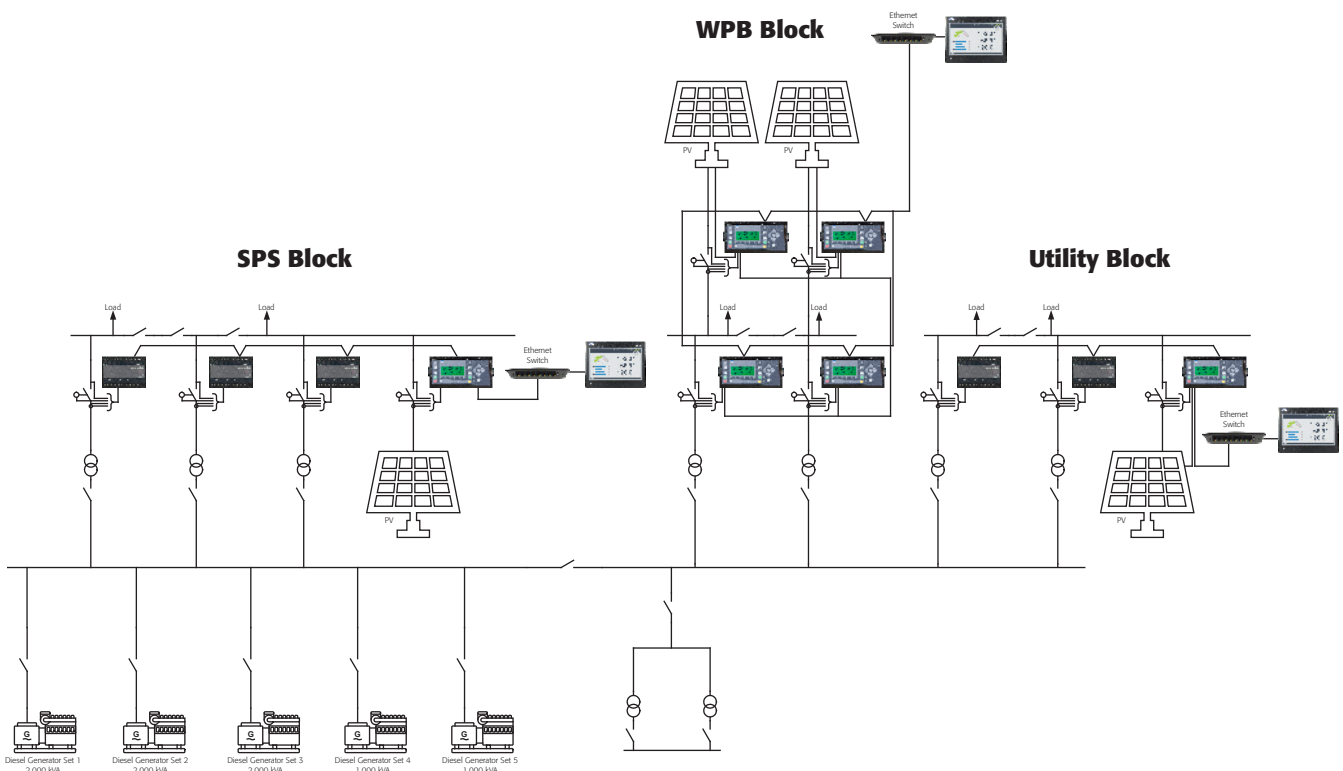 WPB Block
Ethernet
Switch
PV
PV
SPS Block
Utility Block
Load
Load
Load
Load
Load
Load
Ethernet
Switch
Ethernet
Switch
PV
PV
G
G
G
G
G
Diesel Generator Set 1
2.000 kVA
Diesel Generator Set 2
2.000 kVA
Diesel Generator Set 3
2.000 kVA
Diesel Generator Set 4
1.000 kVA
Diesel Generator Set 5
1.000 kVA